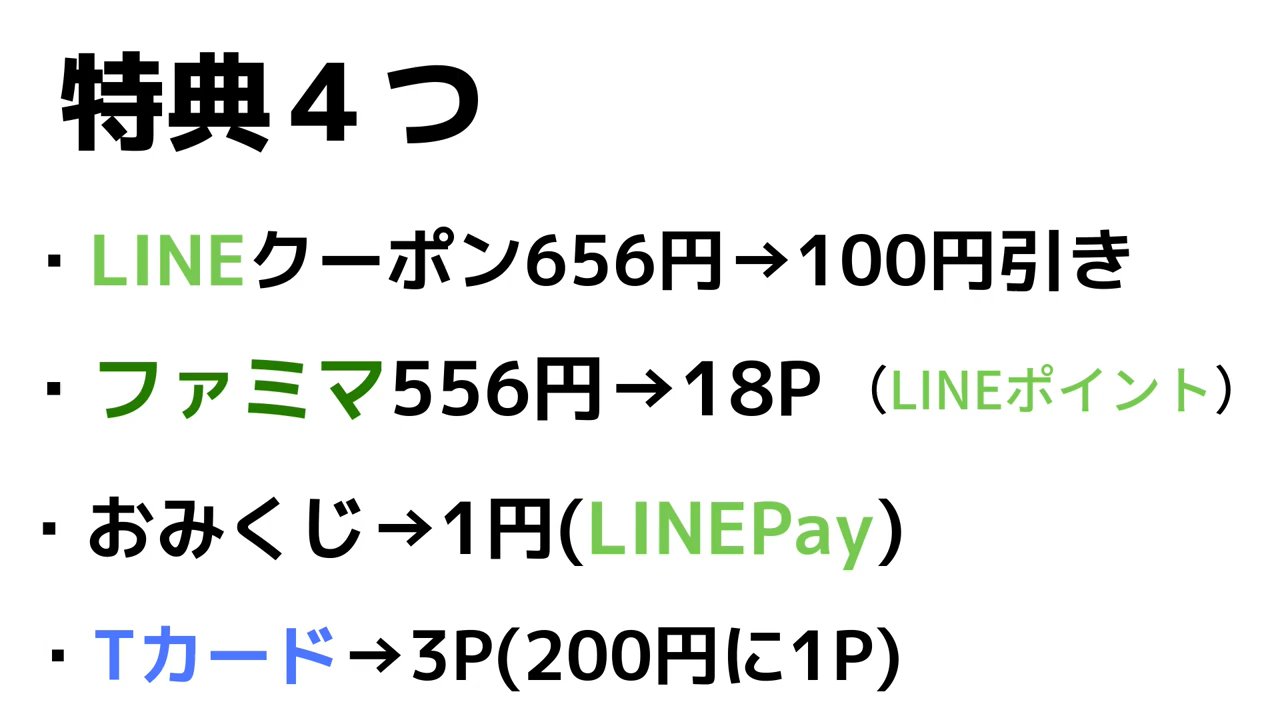 特典４つ
・LINEクーポン656円→100円引き
・ファミマ556円→18P（LINEポイント）
・おみくじ→1円(LINEPay)
・Tカード→3P(200円に1P)